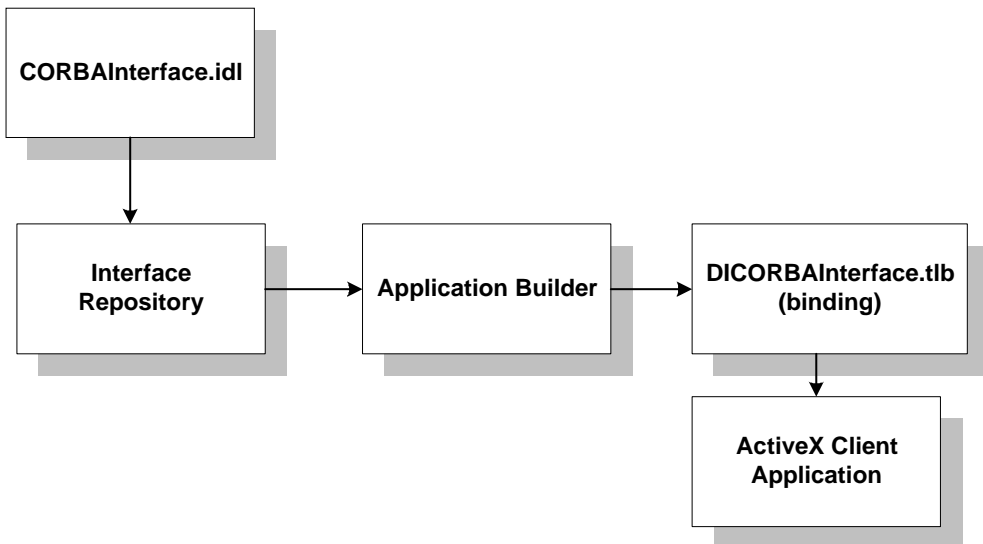 CORBAInterface.idl
Interface
Repository
Application Builder
DICORBAInterface.tlb
(binding)
ActiveX Client
Application